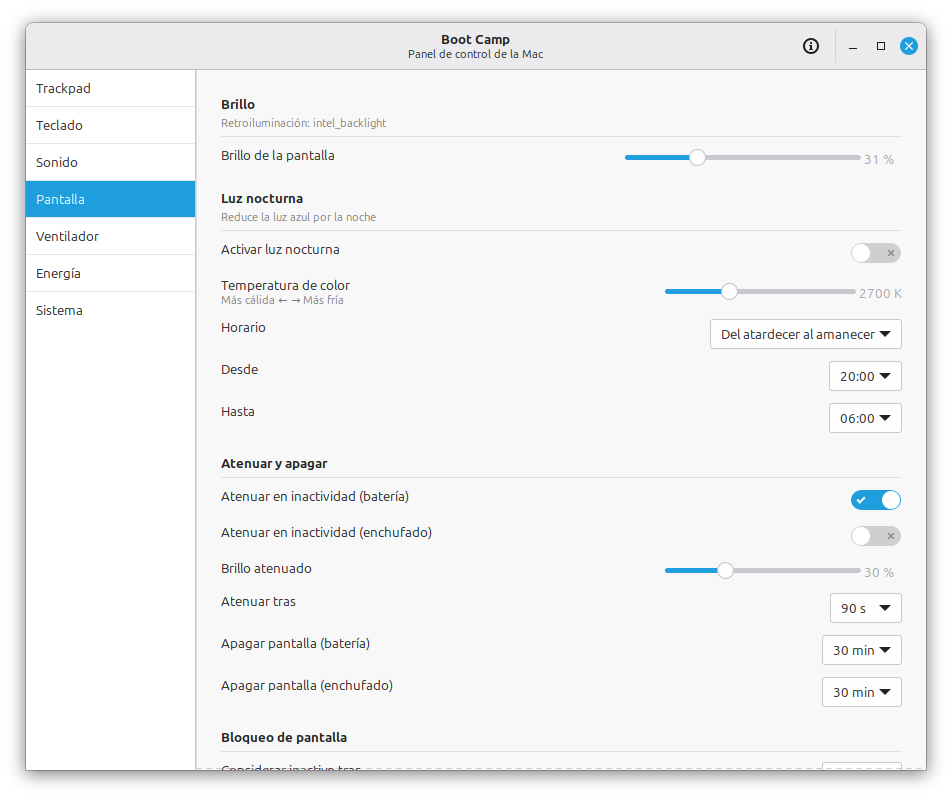 Boot Camp
Panel de control de la Mac
Trackpad
Teclado
Sonido
Pantalla
Ventilador
Energía
Sistema
Brillo
Retroiluminación: intel_backlight
Brillo de la pantalla
31 %
Luz nocturna
Reduce la luz azul por la noche
Activar luz nocturna
Temperatura de color
Más cálida ← → Más fría
2700 K
Horario
Del atardecer al amanecer
Desde
20:00
Hasta
06:00
Atenuar y apagar
Atenuar en inactividad (batería)
Atenuar en inactividad (enchufado)
Brillo atenuado
30 %
Atenuar tras
90 s
Apagar pantalla (batería)
30 min
Apagar pantalla (enchufado)
30 min
Bloqueo de pantalla
Considerar inactivo tras